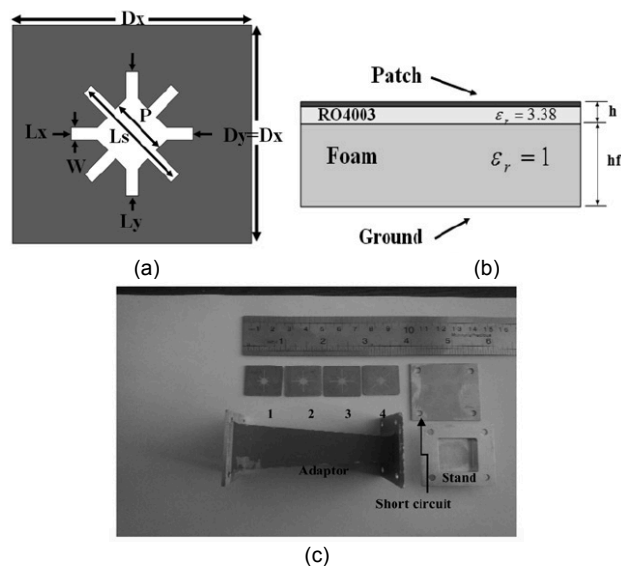 Dx
P
Lx
Ls
Dy=Dx
W
Ly
(a)
Patch
RO4003 εr = 3.38
h
Foam εr = 1
hf
Ground
(b)
1 2 3 4
Adaptor
Stand
Short circuit
(c)